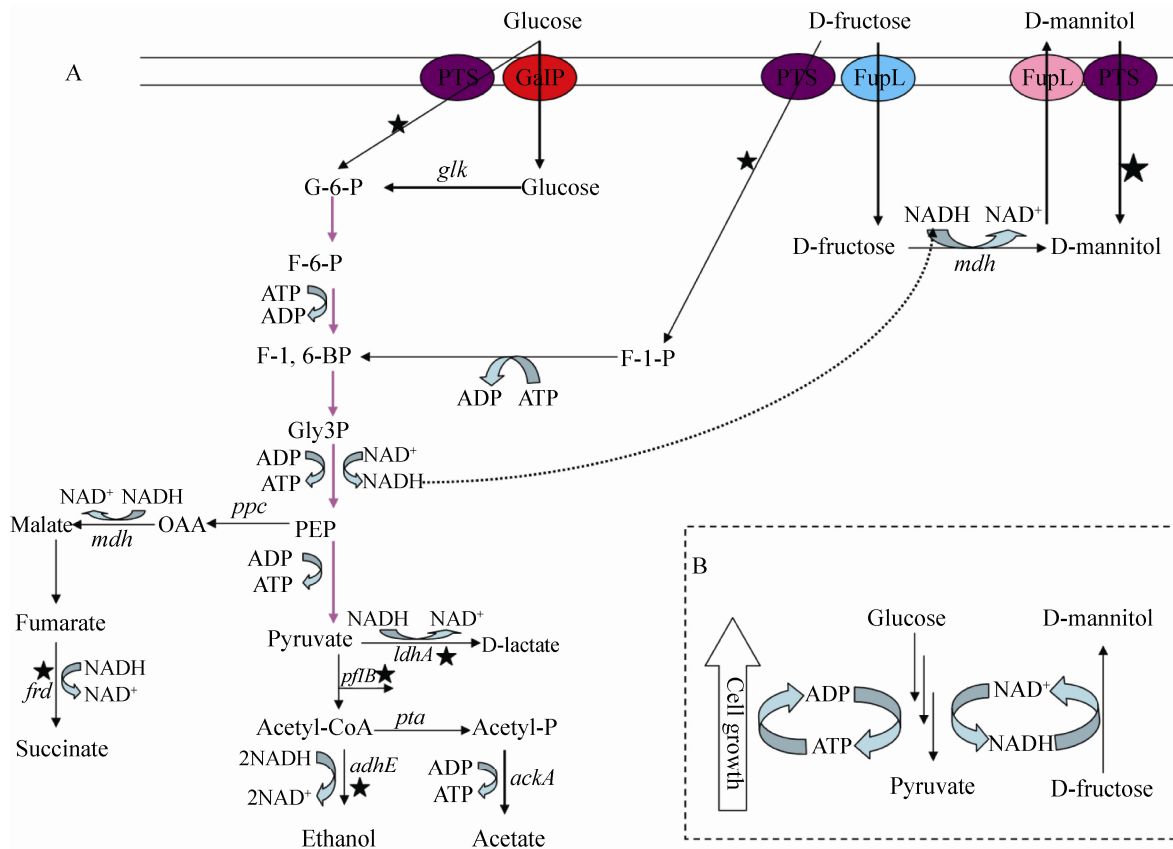 Glucose
D-fructose
D-mannitol
A
PTS
GalP
PTS
FupL
FupL
PTS
G-6-P
glk
Glucose
NADH
NAD⁺
D-fructose
mdh
D-mannitol
F-6-P
ATP
ADP
F-1, 6-BP
F-1-P
ADP
ATP
Gly3P
ADP
ATP
NAD⁺
NADH
NAD⁺
NADH
Malate
mdh
OAA
ppc
PEP
ADP
ATP
Fumarate
Pyruvate
NADH
NAD⁺
ldhA
D-lactate
frd
NADH
NAD⁺
pflB
Succinate
Acetyl-CoA
pta
Acetyl-P
2NADH
2NAD⁺
adhE
ADP
ATP
ackA
Ethanol
Acetate
B
Glucose
D-mannitol
Cell growth
ADP
ATP
NAD⁺
NADH
Pyruvate
D-fructose